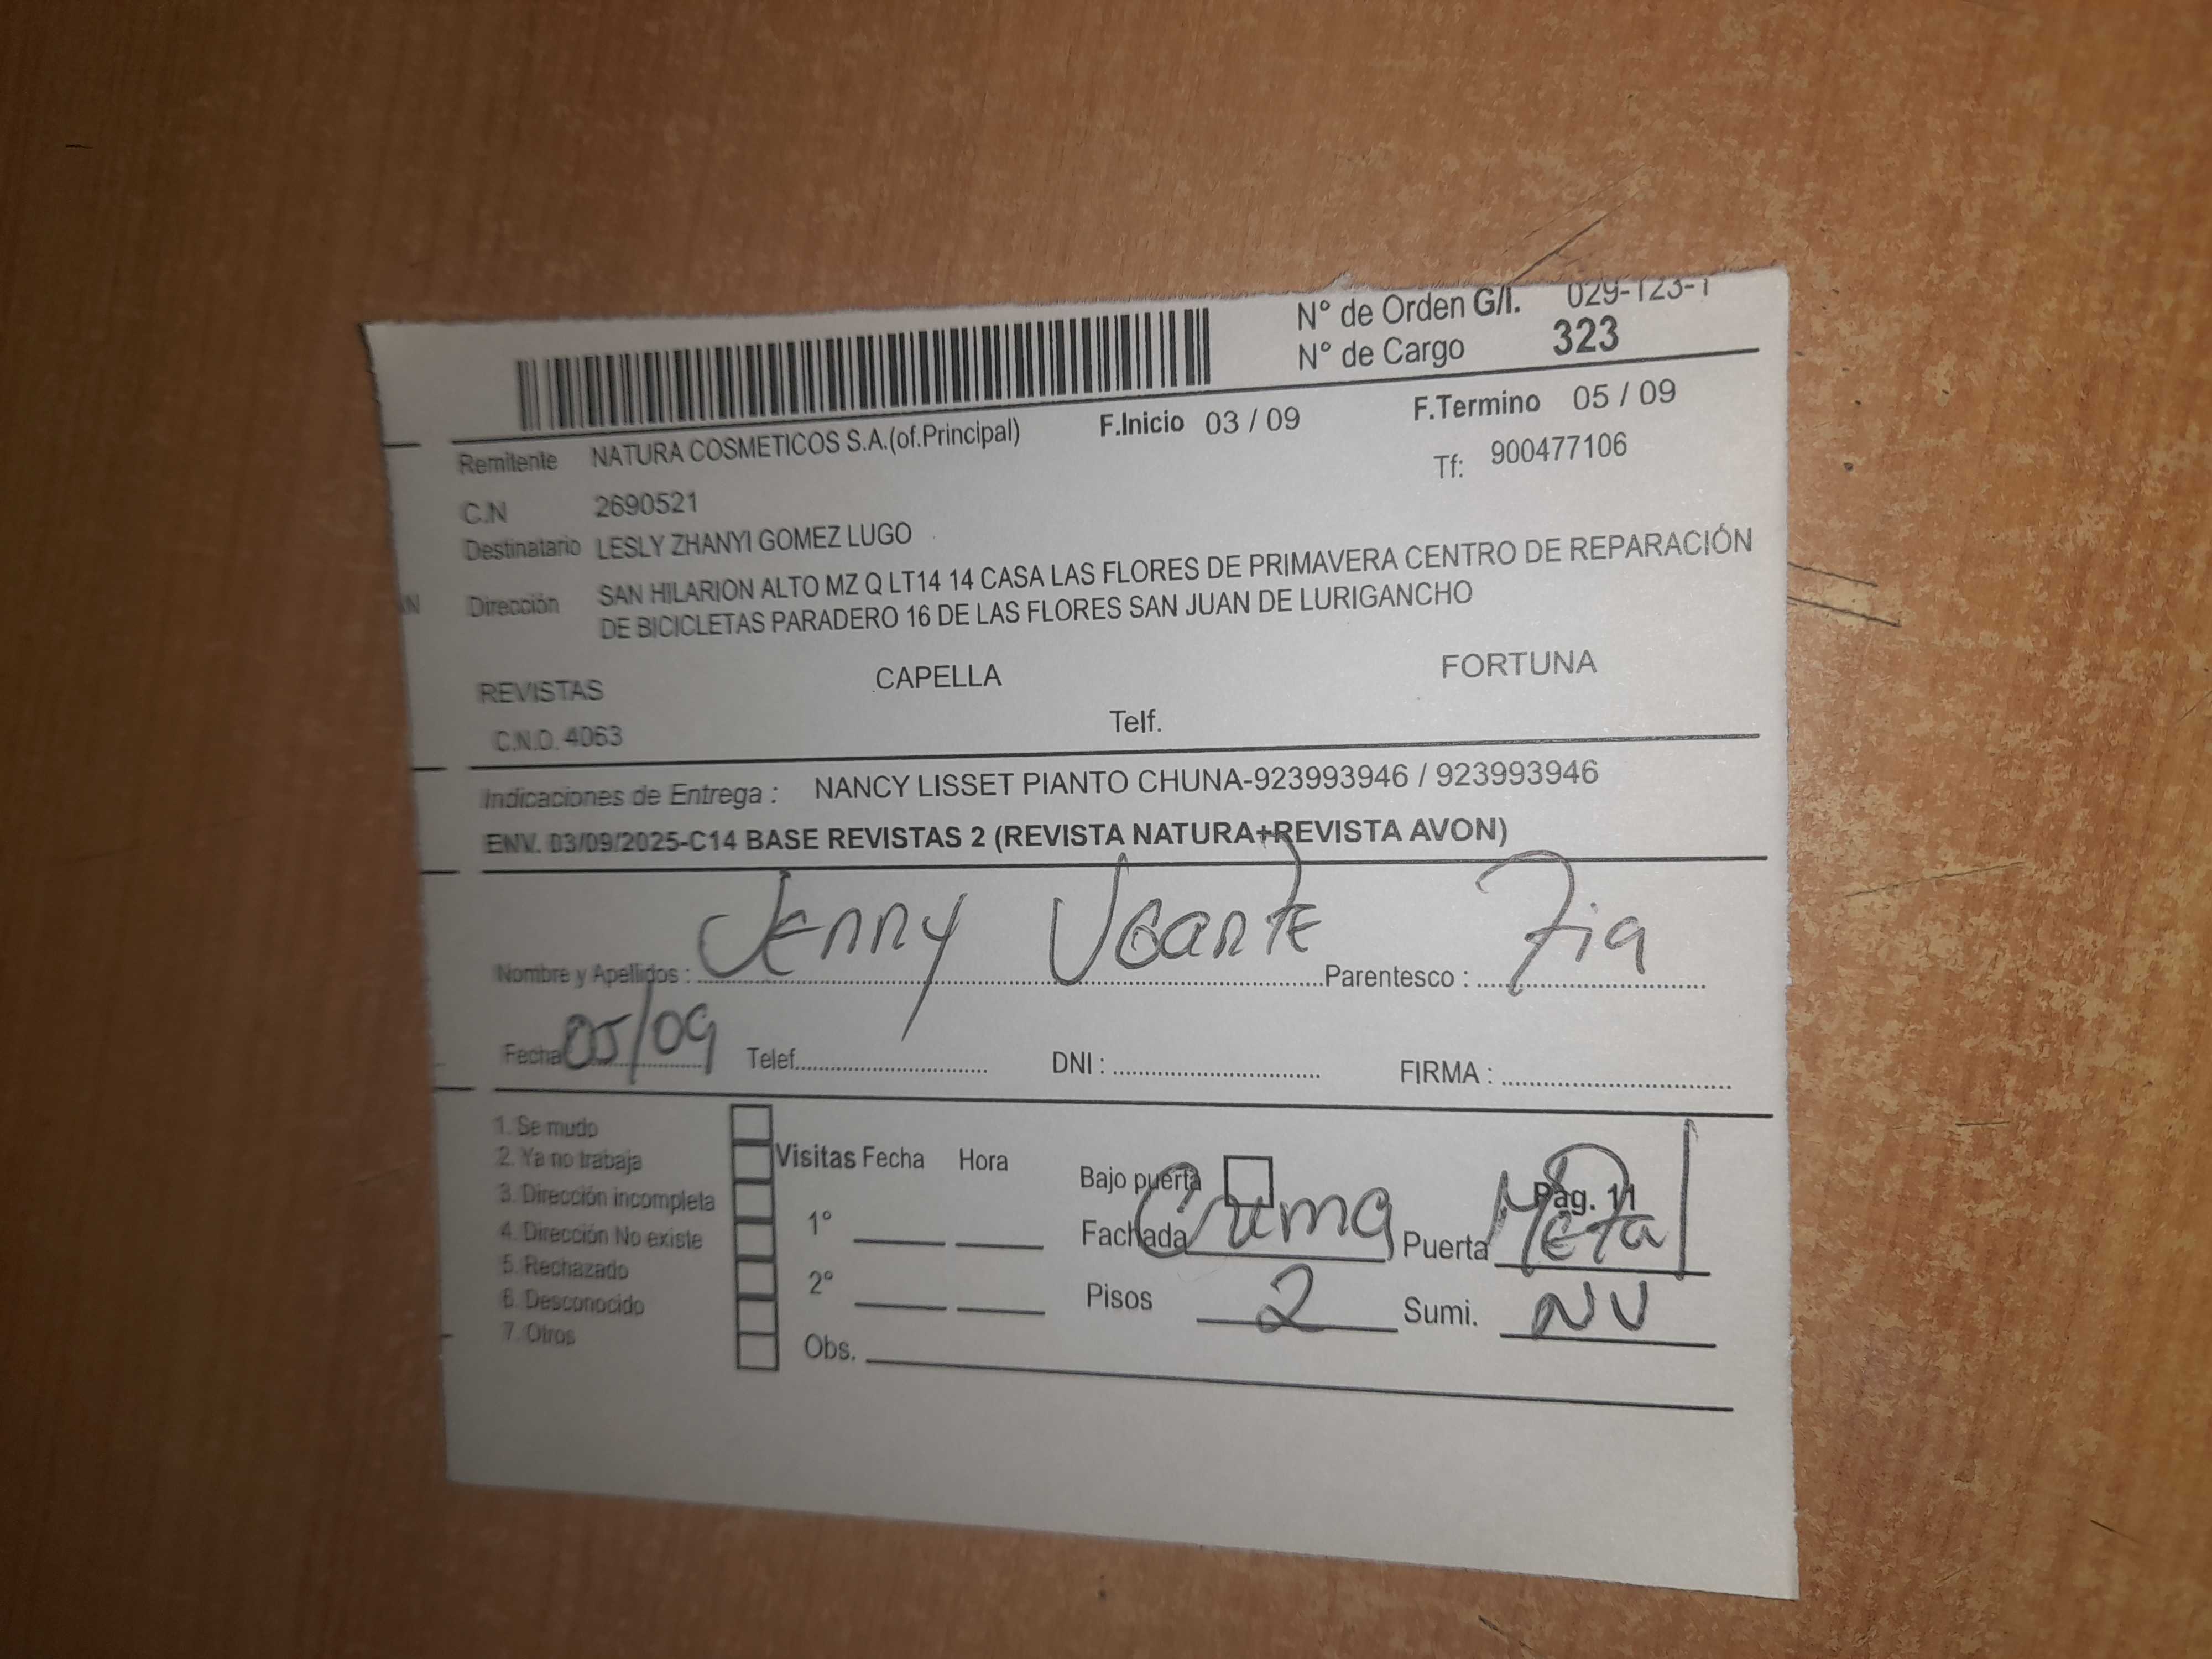 N° de Orden G/I. 029-123-1
N° de Cargo 323
F.Inicio 03 / 09 F.Termino 05 / 09
Remitente NATURA COSMETICOS S.A.(of.Principal)
Tf: 900477106
C.N 2690521
Destinatario LESLY ZHANYI GOMEZ LUGO
Dirección SAN HILARION ALTO MZ Q LT14 14 CASA LAS FLORES DE PRIMAVERA CENTRO DE REPARACIÓN
DE BICICLETAS PARADERO 16 DE LAS FLORES SAN JUAN DE LURIGANCHO
REVISTAS CAPELLA FORTUNA
C.N.D. 4063 Telf.
Indicaciones de Entrega : NANCY LISSET PIANTO CHUNA-923993946 / 923993946
ENV. 03/09/2025-C14 BASE REVISTAS 2 (REVISTA NATURA+REVISTA AVON)
Nombre y Apellidos : Jenny Ugarte Parentesco : Tia
Fecha 05/09 Telef. DNI : FIRMA :
1. Se mudo
2. Ya no trabaja
3. Dirección incompleta
4. Dirección No existe
5. Rechazado
6. Desconocido
7. Otros
Visitas Fecha Hora
1°
2°
Obs.
Bajo puerta
Pág. 11
Fachada Crema Puerta Metal
Pisos 2 Sumi. NV